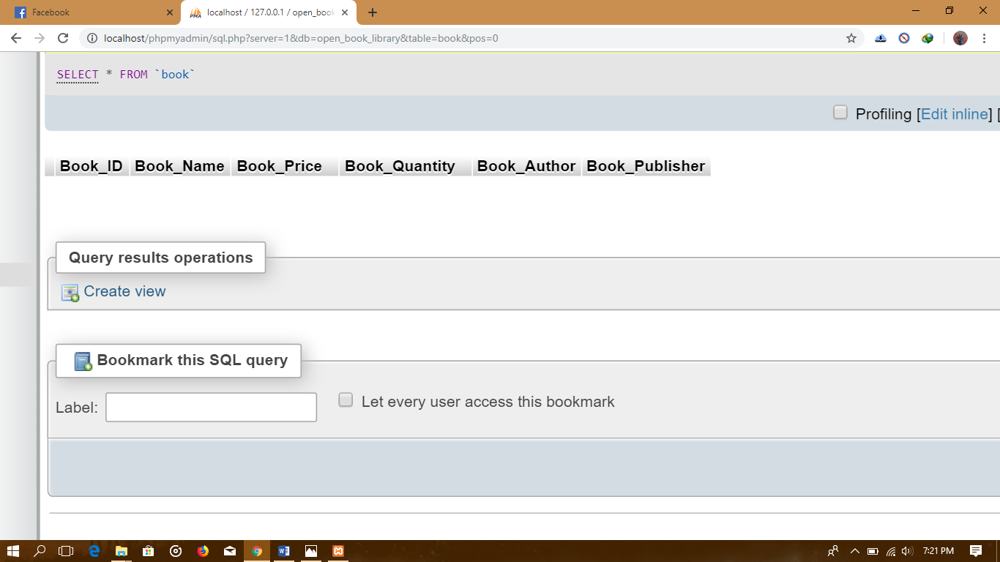 Facebook
localhost / 127.0.0.1 / open_book
localhost/phpmyadmin/sql.php?server=1&db=open_book_library&table=book&pos=0
SELECT * FROM `book`
Profiling [Edit inline] [
Book_ID Book_Name Book_Price Book_Quantity Book_Author Book_Publisher
Query results operations
Create view
Bookmark this SQL query
Label:
Let every user access this bookmark
7:21 PM